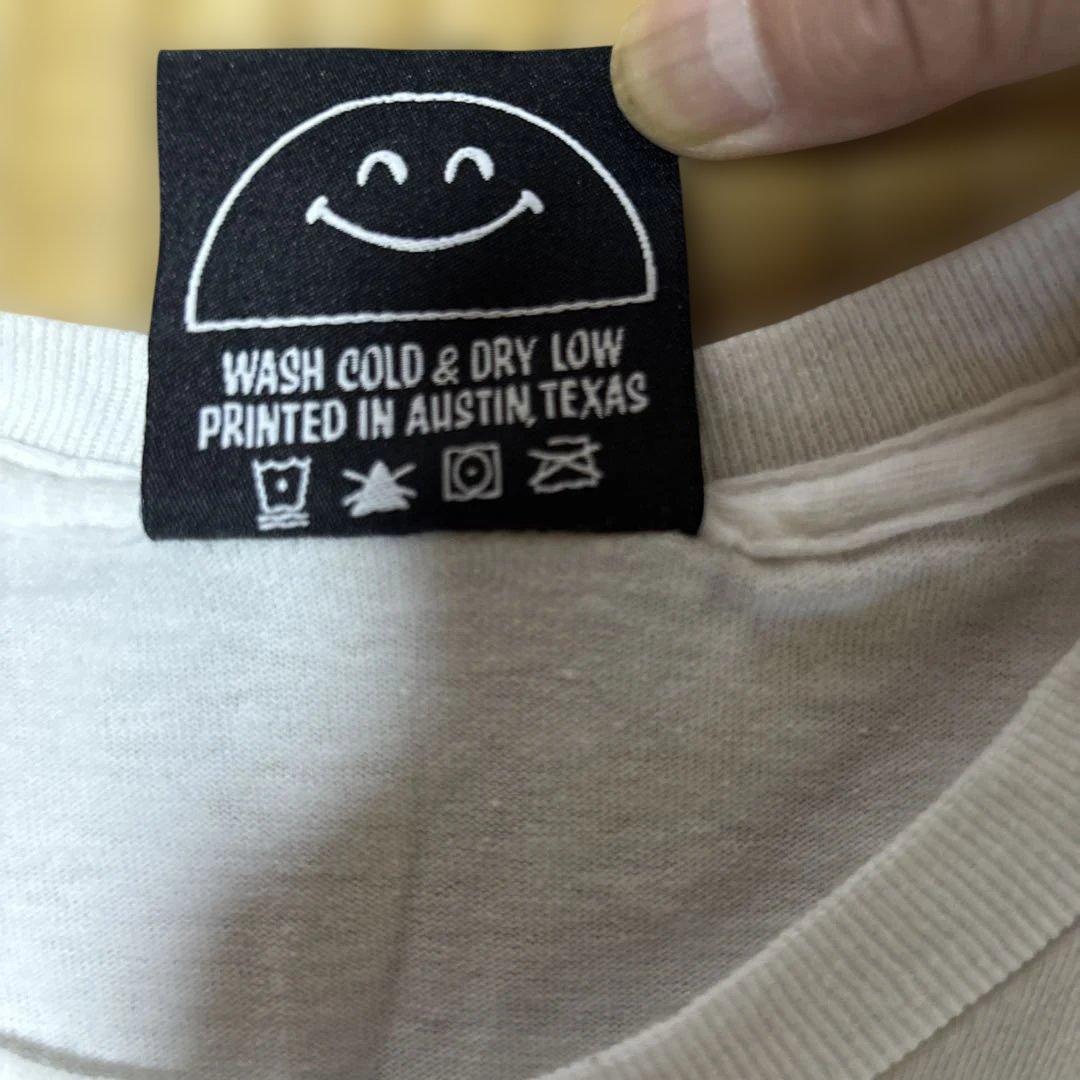 WASH COLD & DRY LOW
PRINTED IN AUSTIN, TEXAS